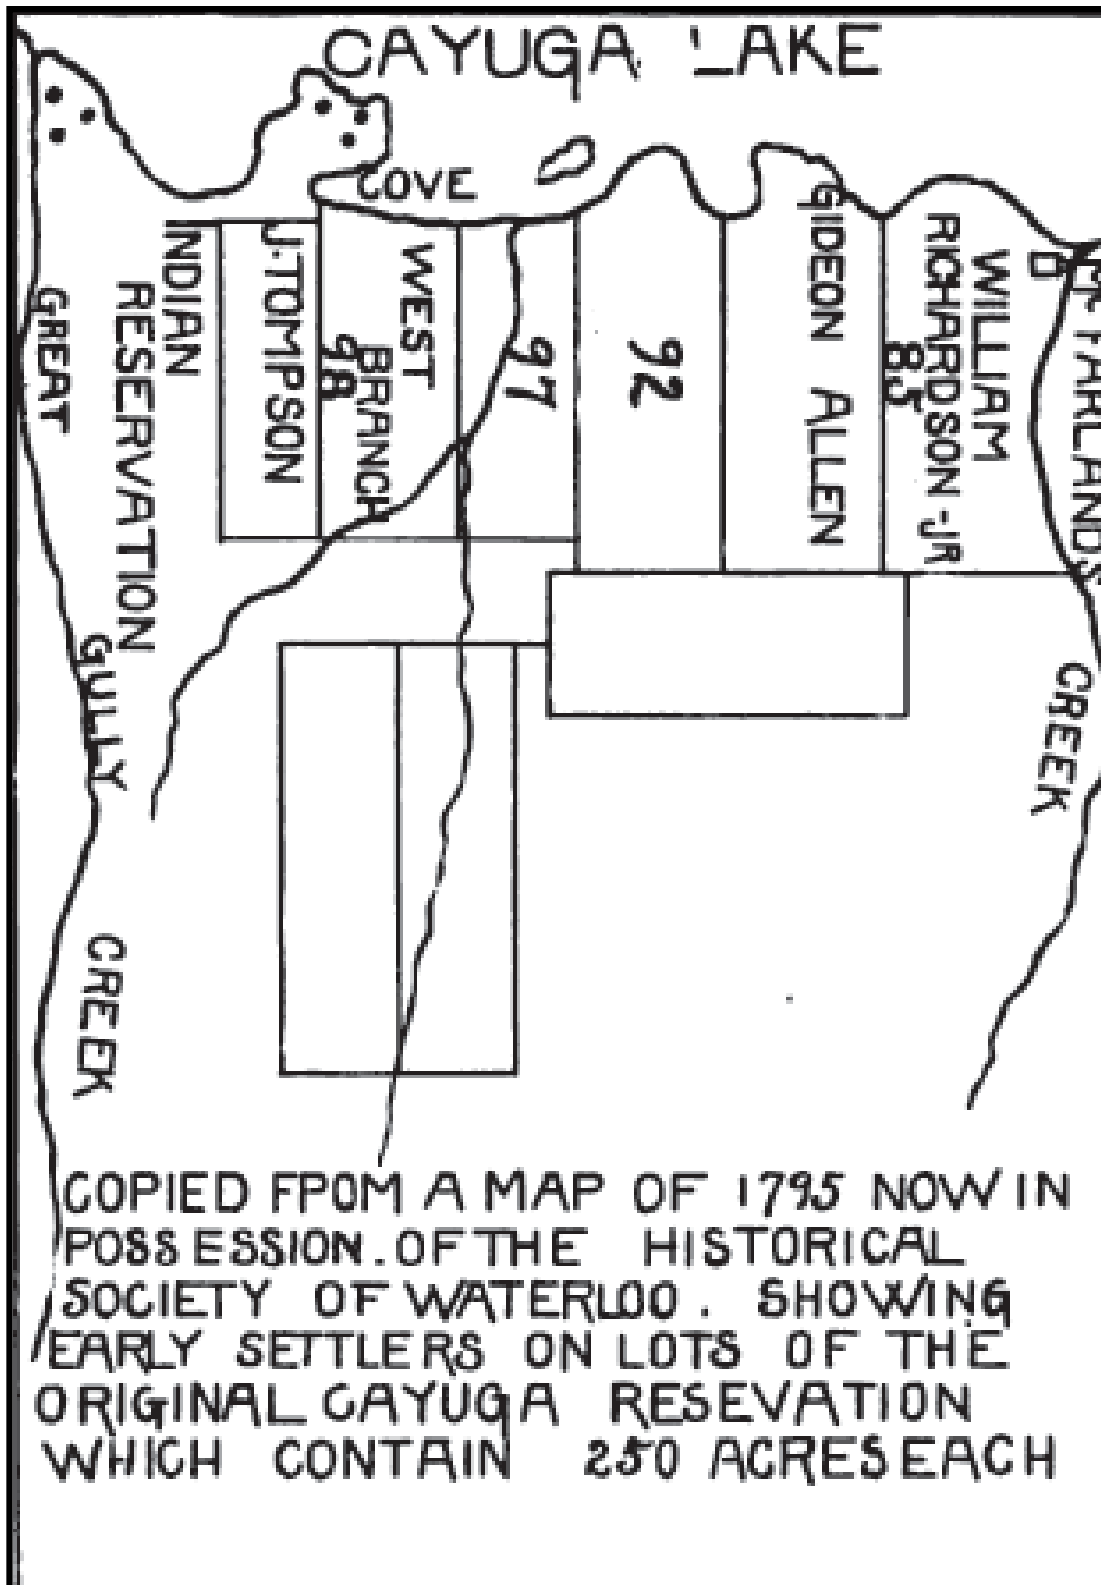 CAYUGA LAKE
COVE
GREAT
GULLY
CREEK
INDIAN
RESERVATION
J. TOMPSON
98
WEST
BRANCH
97
92
GIDEON ALLEN
85
WILLIAM
RICHARDSON - JR
FARLANDS
CREEK
COPIED FPOM A MAP OF 1795 NOW IN
POSSESSION. OF THE HISTORICAL
SOCIETY OF WATERLOO. SHOWING
EARLY SETTLERS ON LOTS OF THE
ORIGINAL CAYUGA RESEVATION
WHICH CONTAIN 250 ACRES EACH